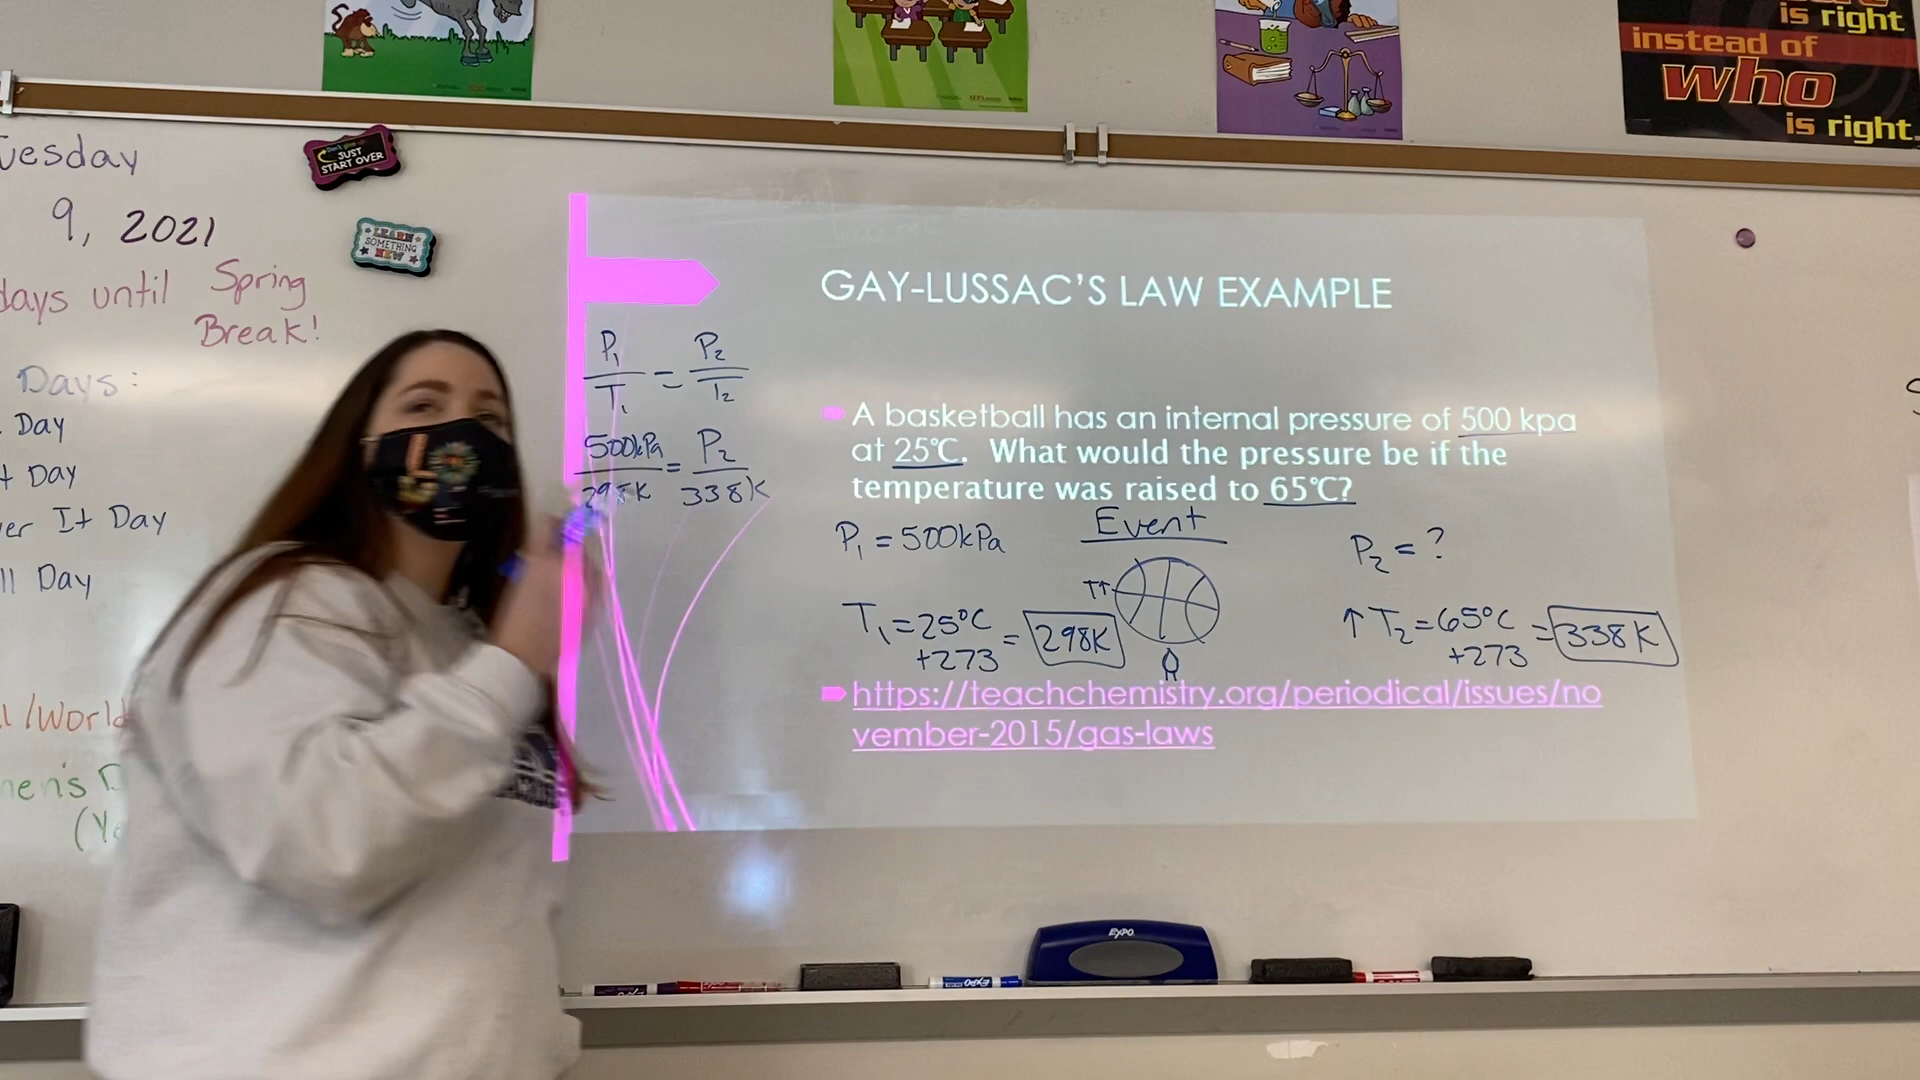 is right
instead of
who
is right.
uesday
9, 2021
days until Spring
Break!
Days:
Day
t Day
er It Day
ll Day
/World
men's D
JUST
START OVER
LEARN
SOMETHING
NEW
GAY-LUSSAC'S LAW EXAMPLE
P₁/T₁ = P₂/T₂
500kPa/298K = P₂/338K
A basketball has an internal pressure of 500 kpa
at 25°C. What would the pressure be if the
temperature was raised to 65°C?
P₁ = 500kPa
Event
P₂ = ?
T↑
T₁ = 25°C
+273
= 298K
↑ T₂ = 65°C
+273
= 338K
https://teachchemistry.org/periodical/issues/no
vember-2015/gas-laws
EXPO
EXPO